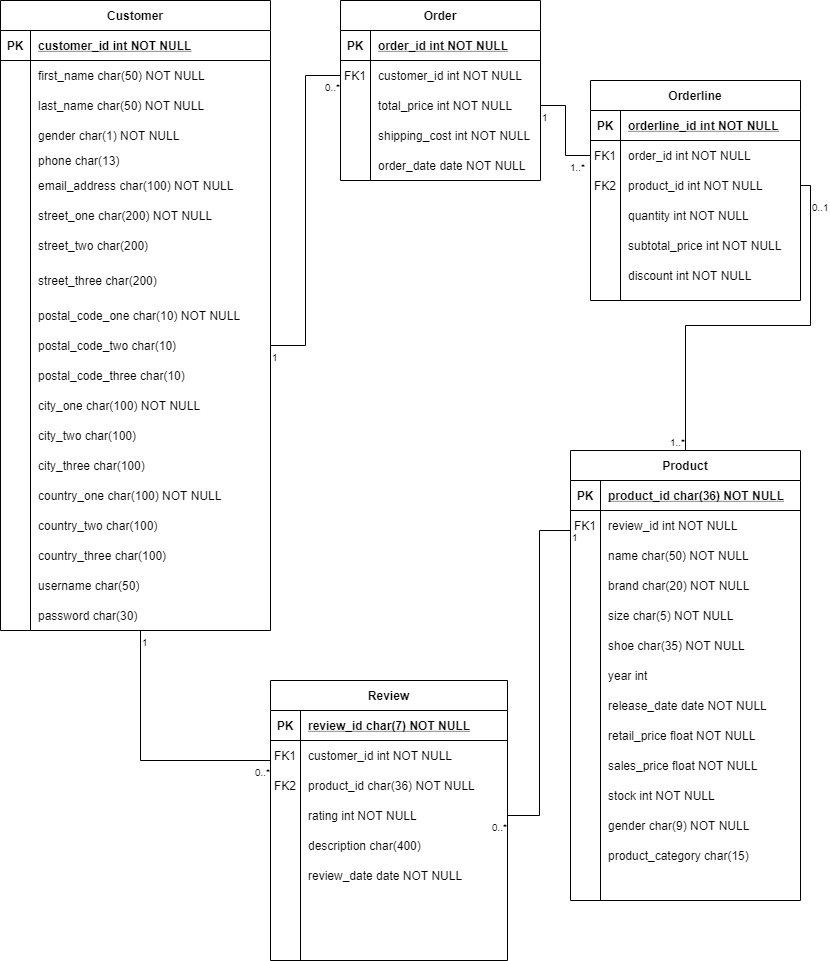 Customer
PK customer_id int NOT NULL
first_name char(50) NOT NULL
last_name char(50) NOT NULL
gender char(1) NOT NULL
phone char(13)
email_address char(100) NOT NULL
street_one char(200) NOT NULL
street_two char(200)
street_three char(200)
postal_code_one char(10) NOT NULL
postal_code_two char(10)
postal_code_three char(10)
city_one char(100) NOT NULL
city_two char(100)
city_three char(100)
country_one char(100) NOT NULL
country_two char(100)
country_three char(100)
username char(50)
password char(30)
1
1
0..*
Order
PK order_id int NOT NULL
FK1 customer_id int NOT NULL
total_price int NOT NULL
shipping_cost int NOT NULL
order_date date NOT NULL
1
1..*
Orderline
PK orderline_id int NOT NULL
FK1 order_id int NOT NULL
FK2 product_id int NOT NULL
quantity int NOT NULL
subtotal_price int NOT NULL
discount int NOT NULL
0..1
1..*
Product
PK product_id char(36) NOT NULL
FK1 review_id int NOT NULL
1
name char(50) NOT NULL
brand char(20) NOT NULL
size char(5) NOT NULL
shoe char(35) NOT NULL
year int
release_date date NOT NULL
retail_price float NOT NULL
sales_price float NOT NULL
stock int NOT NULL
gender char(9) NOT NULL
product_category char(15)
Review
PK review_id char(7) NOT NULL
FK1 customer_id int NOT NULL
0..*
FK2 product_id char(36) NOT NULL
rating int NOT NULL
0..*
description char(400)
review_date date NOT NULL